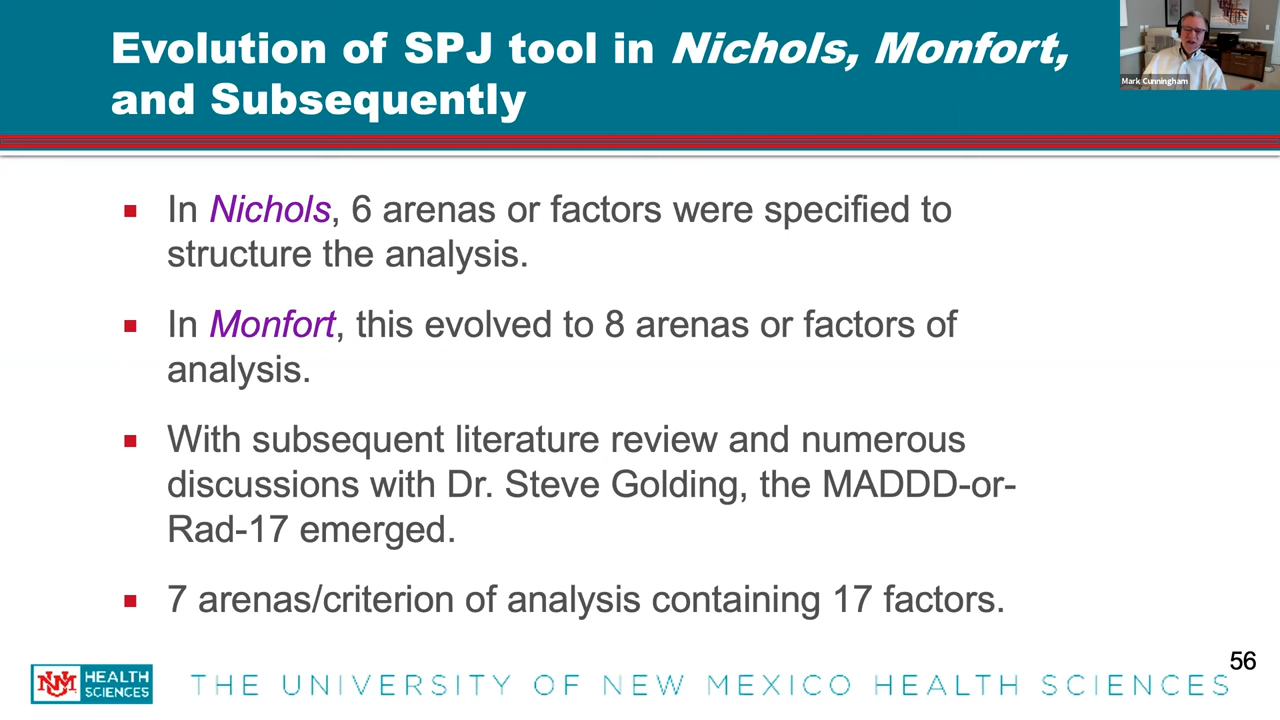 Evolution of SPJ tool in Nichols, Monfort,
and Subsequently
Mark Cunningham
■ In Nichols, 6 arenas or factors were specified to
structure the analysis.
■ In Monfort, this evolved to 8 arenas or factors of
analysis.
■ With subsequent literature review and numerous
discussions with Dr. Steve Golding, the MADDD-or-
Rad-17 emerged.
■ 7 arenas/criterion of analysis containing 17 factors.
56
UNM HEALTH
SCIENCES
THE UNIVERSITY OF NEW MEXICO HEALTH SCIENCES